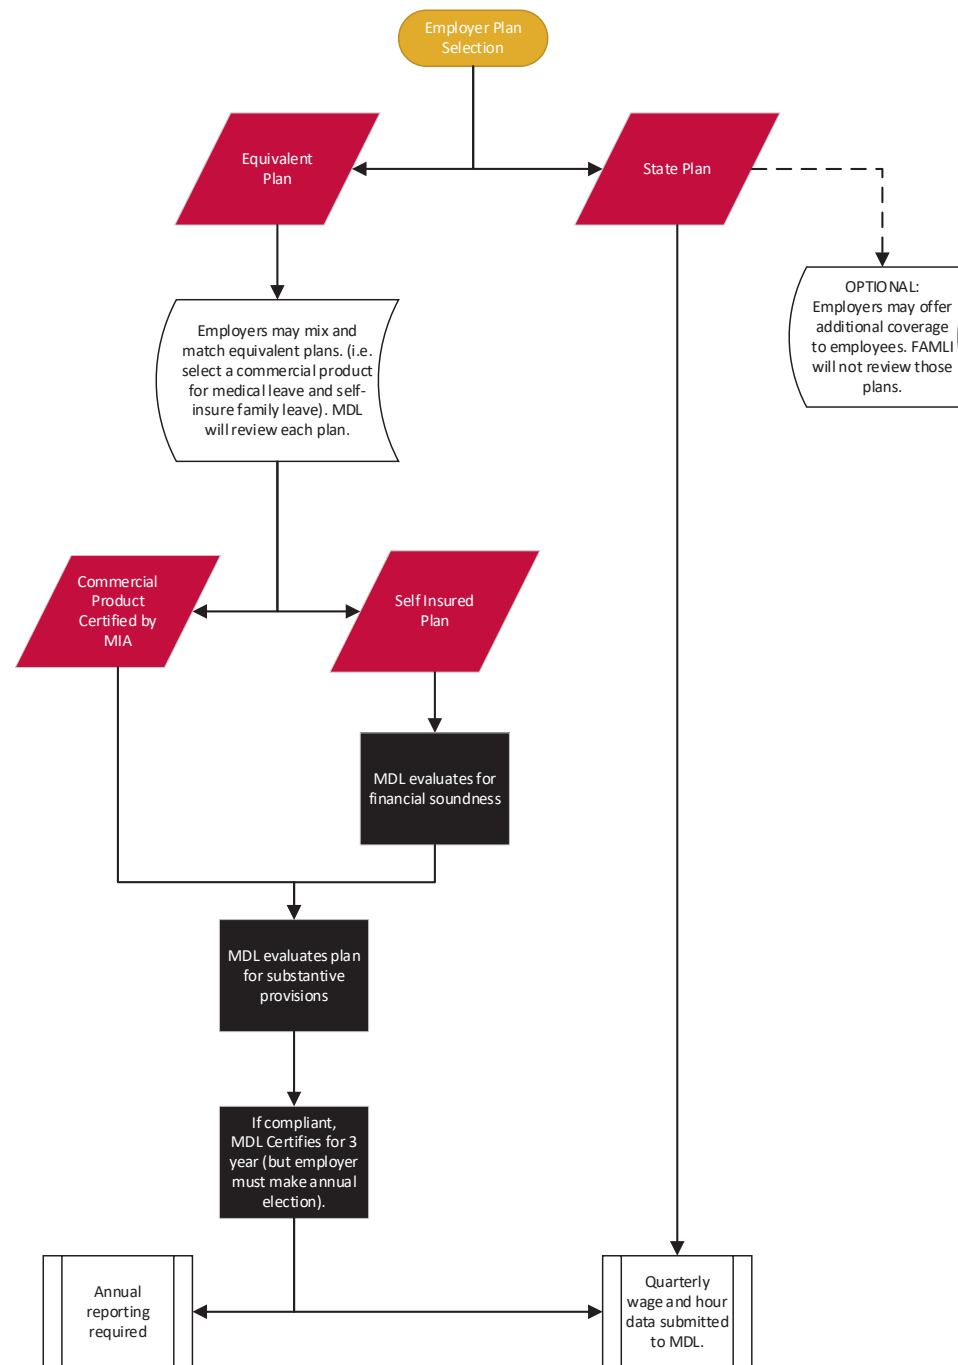 Employer Plan
Selection
Equivalent
Plan
State Plan
OPTIONAL:
Employers may offer
additional coverage
to employees. FAMLI
will not review those
plans.
Employers may mix and
match equivalent plans. (i.e.
select a commercial product
for medical leave and self-
insure family leave). MDL
will review each plan.
Commercial
Product
Certified by
MIA
Self Insured
Plan
MDL evaluates for
financial soundness
MDL evaluates plan
for substantive
provisions
If compliant,
MDL Certifies for 3
year (but employer
must make annual
election).
Annual
reporting
required
Quarterly
wage and hour
data submitted
to MDL.